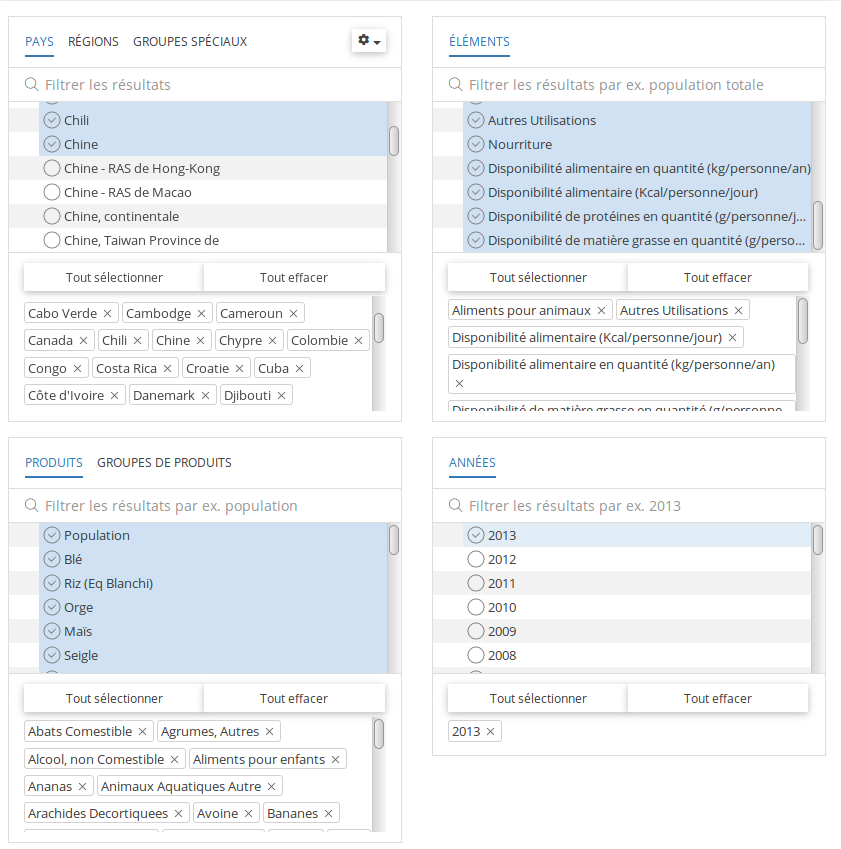 PAYS RÉGIONS GROUPES SPÉCIAUX
Filtrer les résultats
Chili
Chine
Chine - RAS de Hong-Kong
Chine - RAS de Macao
Chine, continentale
Chine, Taiwan Province de
Tout sélectionner Tout effacer
Cabo Verde × Cambodge × Cameroun ×
Canada × Chili × Chine × Chypre × Colombie ×
Congo × Costa Rica × Croatie × Cuba ×
Côte d'Ivoire × Danemark × Djibouti ×
ÉLÉMENTS
Filtrer les résultats par ex. population totale
Autres Utilisations
Nourriture
Disponibilité alimentaire en quantité (kg/personne/an)
Disponibilité alimentaire (Kcal/personne/jour)
Disponibilité de protéines en quantité (g/personne/j...
Disponibilité de matière grasse en quantité (g/perso...
Tout sélectionner Tout effacer
Aliments pour animaux × Autres Utilisations ×
Disponibilité alimentaire (Kcal/personne/jour) ×
Disponibilité alimentaire en quantité (kg/personne/an)
×
Disponibilité de matière grasse en quantité (g/personne
PRODUITS GROUPES DE PRODUITS
Filtrer les résultats par ex. population
Population
Blé
Riz (Eq Blanchi)
Orge
Maïs
Seigle
Tout sélectionner Tout effacer
Abats Comestible × Agrumes, Autres ×
Alcool, non Comestible × Aliments pour enfants ×
Ananas × Animaux Aquatiques Autre ×
Arachides Decortiquees × Avoine × Bananes ×
ANNÉES
Filtrer les résultats par ex. 2013
2013
2012
2011
2010
2009
2008
Tout sélectionner Tout effacer
2013 ×